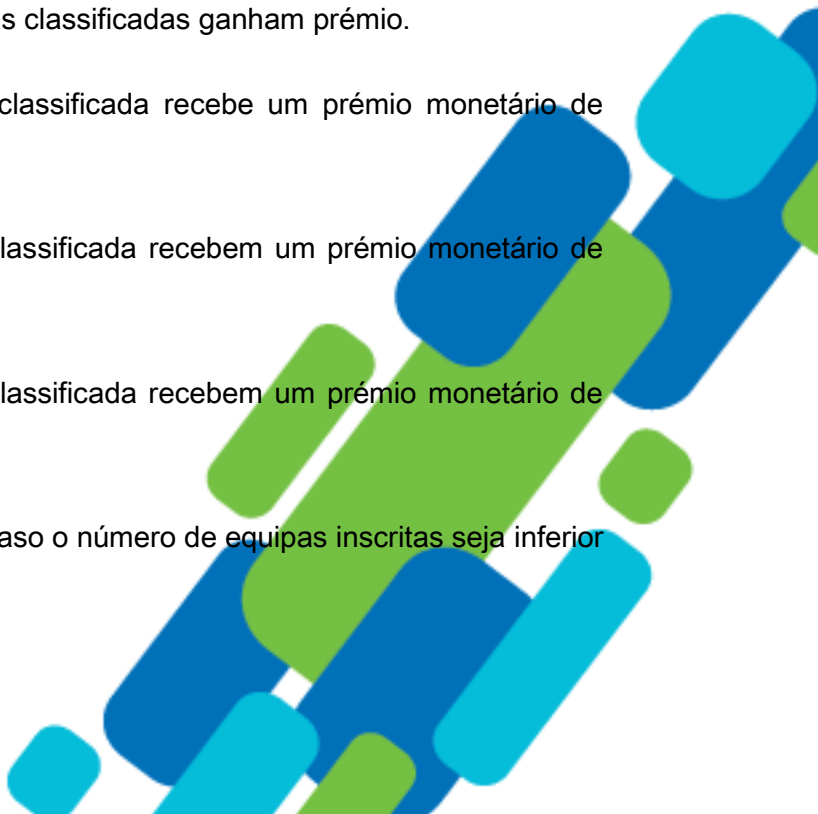 s classificadas ganham prémio.
classificada recebe um prémio monetário de
lassificada recebem um prémio monetário de
lassificada recebem um prémio monetário de
aso o número de equipas inscritas seja inferior